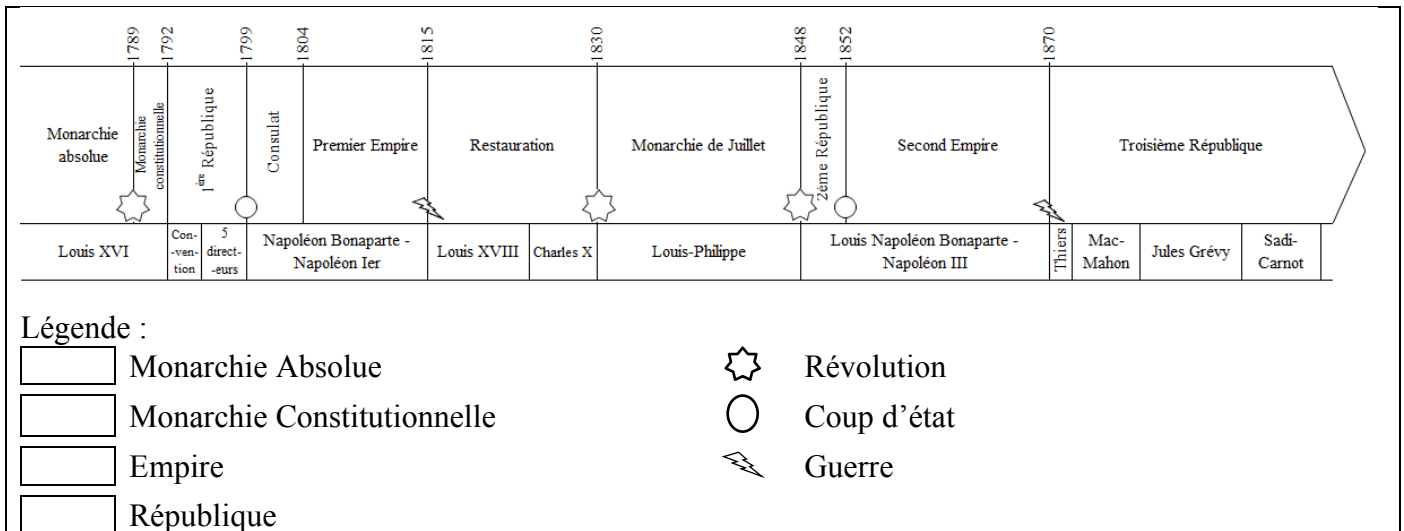 1789
1792
1799
1804
1815
1830
1848
1852
1870
Monarchie
absolue
Monarchie
constitutionnelle
1ère République
Consulat
Premier Empire
Restauration
Monarchie de Juillet
2ème République
Second Empire
Troisième République
Louis XVI
Con-
-ven-
tion
5
direct-
-eurs
Napoléon Bonaparte -
Napoléon Ier
Louis XVIII
Charles X
Louis-Philippe
Louis Napoléon Bonaparte -
Napoléon III
Thiers
Mac-
Mahon
Jules Grévy
Sadi-
Carnot
Légende :
Monarchie Absolue
Monarchie Constitutionnelle
Empire
République
Révolution
Coup d’état
Guerre